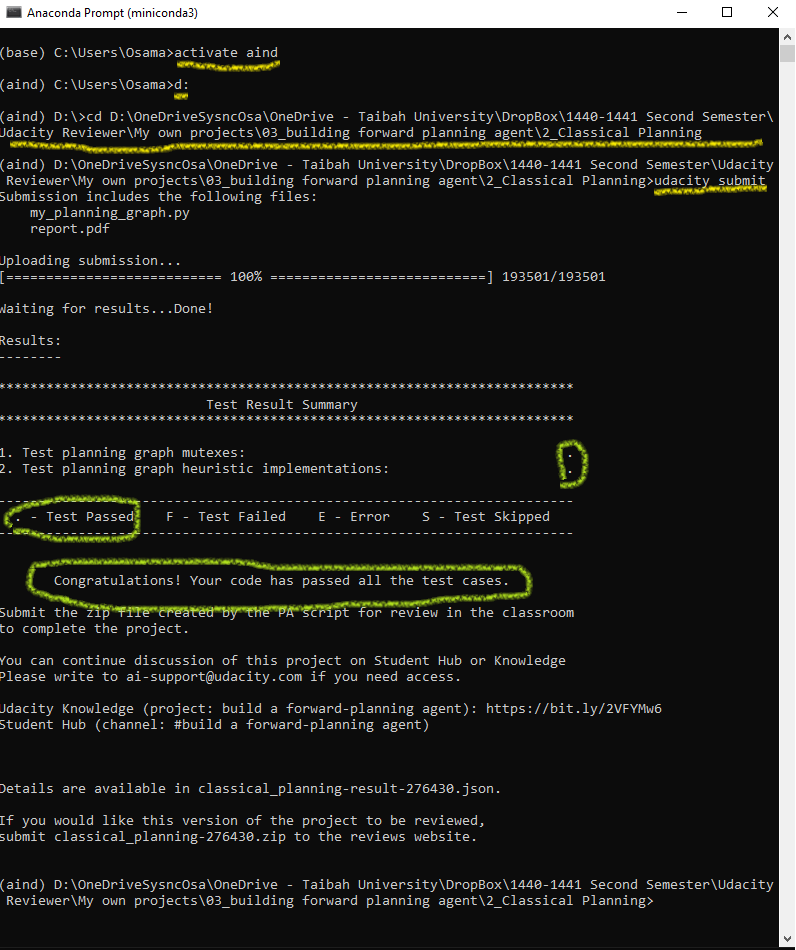 Anaconda Prompt (miniconda3)
(base) C:\Users\Osama>activate aind
(aind) C:\Users\Osama>d:
(aind) D:\>cd D:\OneDriveSysncOsa\OneDrive - Taibah University\DropBox\1440-1441 Second Semester\
Udacity Reviewer\My own projects\03_building forward planning agent\2_Classical Planning
(aind) D:\OneDriveSysncOsa\OneDrive - Taibah University\DropBox\1440-1441 Second Semester\Udacity
Reviewer\My own projects\03_building forward planning agent\2_Classical Planning>udacity submit
Submission includes the following files:
my_planning_graph.py
report.pdf
Uploading submission...
[=========================== 100% ===========================] 193501/193501
Waiting for results...Done!
Results:
--------
************************************************************************
Test Result Summary
************************************************************************
1. Test planning graph mutexes: .
2. Test planning graph heuristic implementations: .
------------------------------------------------------------------------
. - Test Passed F - Test Failed E - Error S - Test Skipped
------------------------------------------------------------------------
Congratulations! Your code has passed all the test cases.
Submit the zip file created by the PA script for review in the classroom
to complete the project.
You can continue discussion of this project on Student Hub or Knowledge
Please write to ai-support@udacity.com if you need access.
Udacity Knowledge (project: build a forward-planning agent): https://bit.ly/2VFYMw6
Student Hub (channel: #build a forward-planning agent)
Details are available in classical_planning-result-276430.json.
If you would like this version of the project to be reviewed,
submit classical_planning-276430.zip to the reviews website.
(aind) D:\OneDriveSysncOsa\OneDrive - Taibah University\DropBox\1440-1441 Second Semester\Udacity
Reviewer\My own projects\03_building forward planning agent\2_Classical Planning>